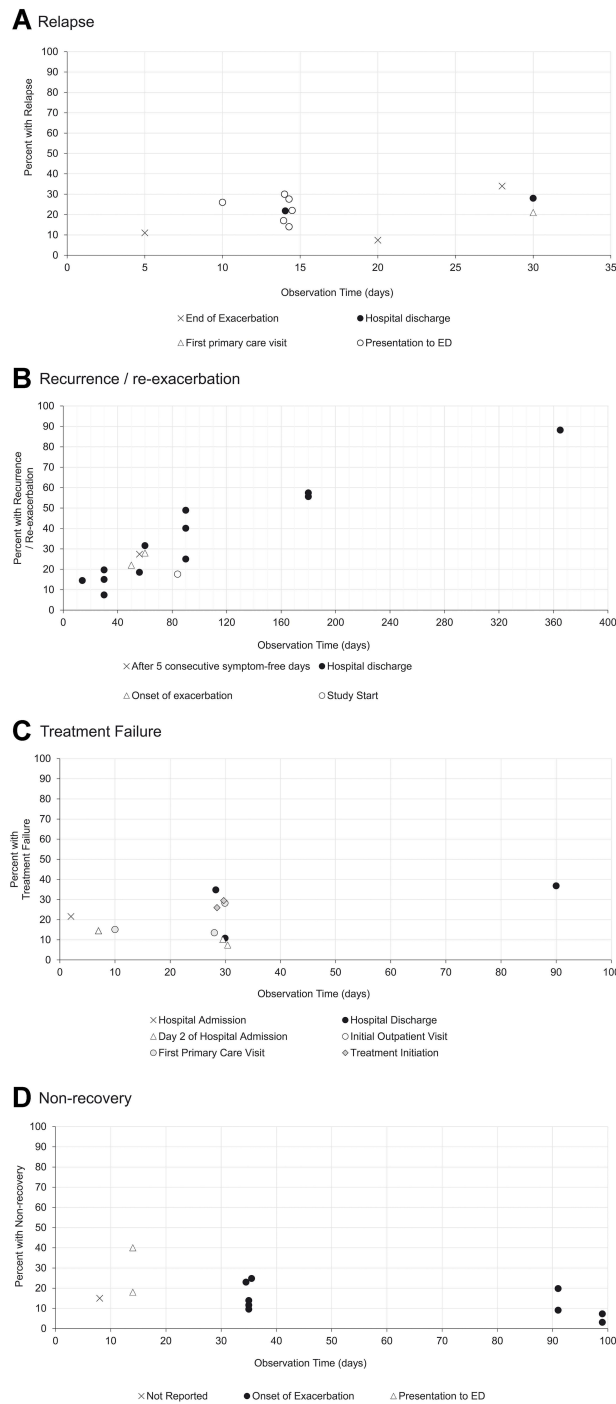 A Relapse
100
90
80
70
60
50
40
30
20
10
0
Percent with Relapse
0 5 10 15 20 25 30 35
Observation Time (days)
End of Exacerbation Hospital discharge
First primary care visit Presentation to ED
B Recurrence / re-exacerbation
100
90
80
70
60
50
40
30
20
10
0
Percent with Recurrence
/ Re-exacerbation
0 40 80 120 160 200 240 280 320 360 400
Observation Time (days)
After 5 consecutive symptom-free days Hospital discharge
Onset of exacerbation Study Start
C Treatment Failure
100
90
80
70
60
50
40
30
20
10
0
Percent with
Treatment Failure
0 10 20 30 40 50 60 70 80 90 100
Observation Time (days)
Hospital Admission Hospital Discharge
Day 2 of Hospital Admission Initial Outpatient Visit
First Primary Care Visit Treatment Initiation
D Non-recovery
100
90
80
70
60
50
40
30
20
10
0
Percent with Non-recovery
0 10 20 30 40 50 60 70 80 90 100
Observation Time (days)
Not Reported Onset of Exacerbation Presentation to ED